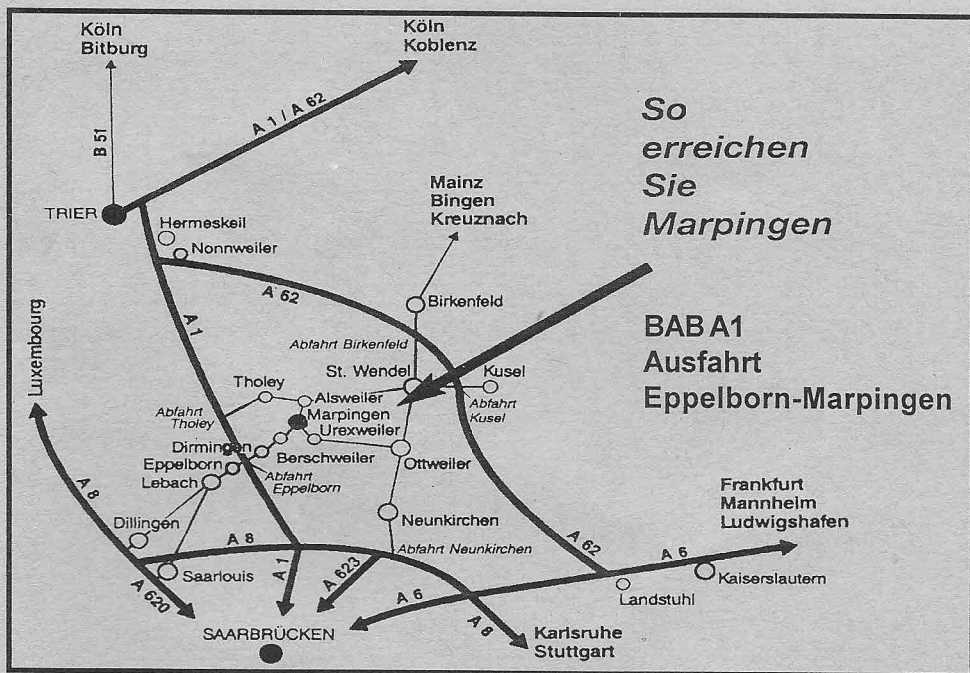 Köln
Bitburg
Köln
Koblenz
A 1 / A 62
B 51
So
erreichen
Sie
Marpingen
Mainz
Bingen
Kreuznach
TRIER
Hermeskeil
Nonnweiler
A 62
Birkenfeld
Luxembourg
A 1
BAB A1
Ausfahrt
Eppelborn-Marpingen
Abfahrt Birkenfeld
St. Wendel
Kusel
Tholey
Alsweiler
Abfahrt
Kusel
Abfahrt
Tholey
Marpingen
Urexweiler
Dirmingen
Berschweiler
Eppelborn
Ottweiler
Abfahrt
Eppelborn
Lebach
Frankfurt
Mannheim
Ludwigshafen
A 8
Dillingen
Neunkirchen
A 8
Abfahrt Neunkirchen
A 62
A 6
Saarlouis
A 1
A 623
Kaiserslautern
Landstuhl
A 620
A 6
SAARBRÜCKEN
A 8
Karlsruhe
Stuttgart